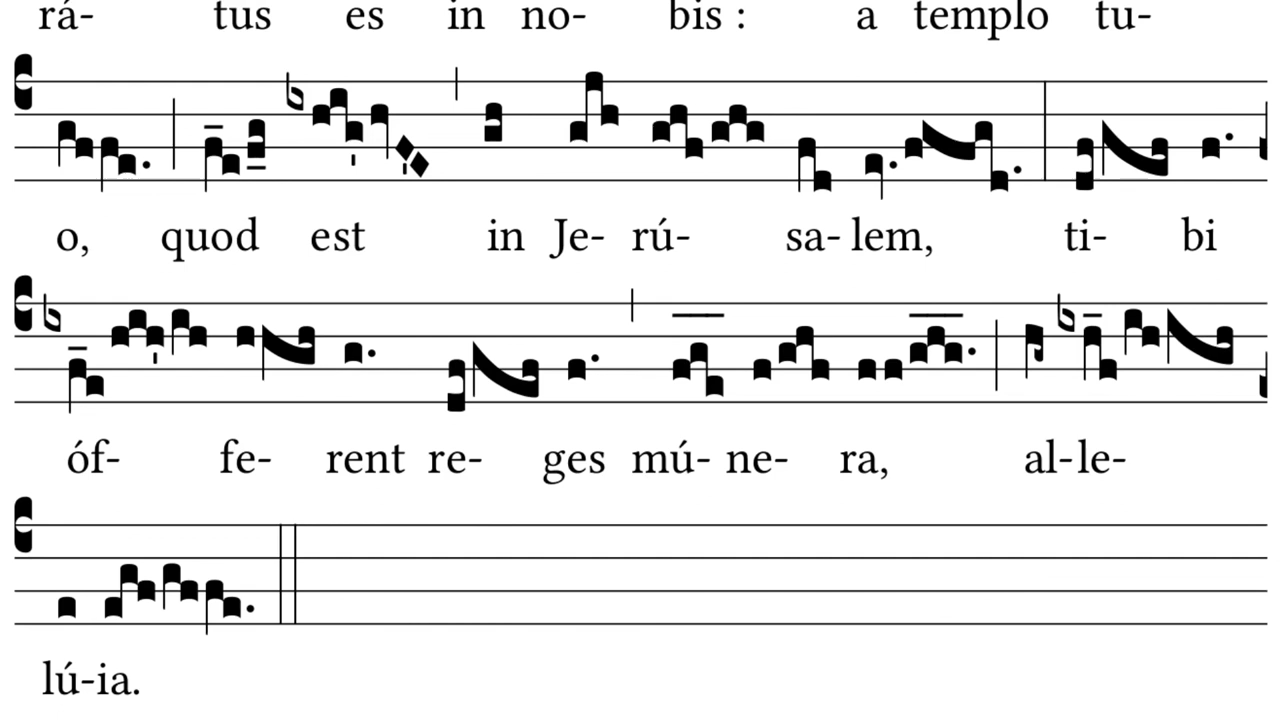 rá- tus es in no- bis : a templo tu-
o, quod est in Je- rú- sa- lem, ti- bi
óf- fe- rent re- ges mú- ne- ra, al-le-
lú-ia.